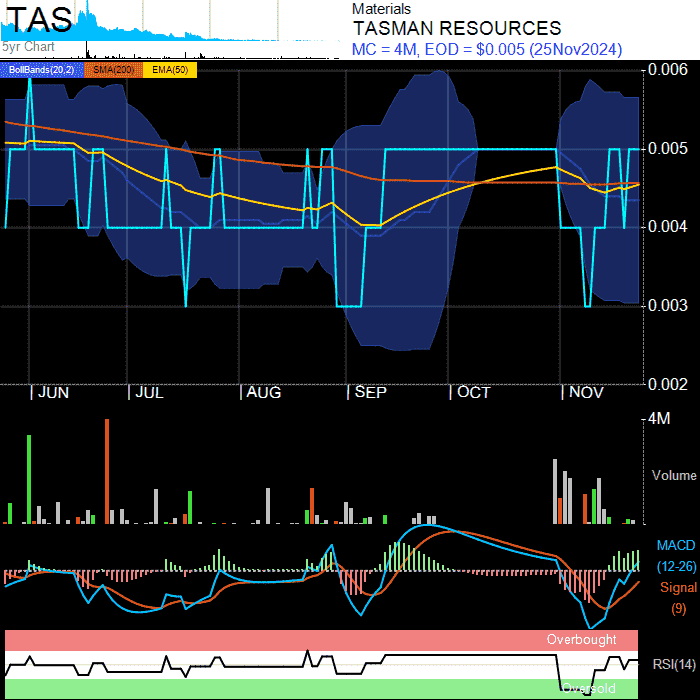 TAS
5yr Chart
Materials
TASMAN RESOURCES
MC = 4M, EOD = $0.005 (25Nov2024)
BollBands(20,2) SMA(200) EMA(50)
0.006
0.005
0.004
0.003
0.002
| JUN | JUL | AUG | SEP | OCT | NOV
4M
Volume
MACD
(12-26)
Signal
(9)
Overbought
RSI(14)
Oversold